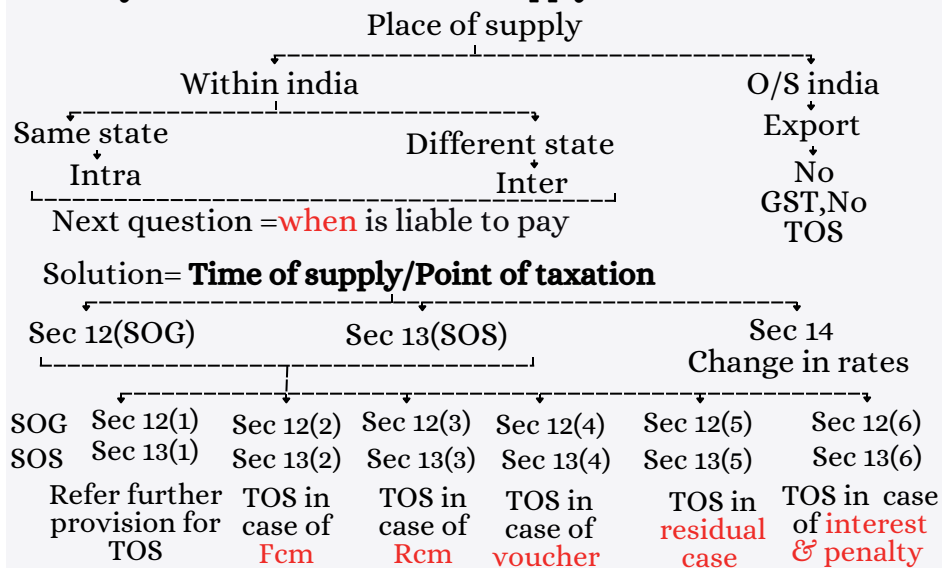 supply
Place of supply
Within india
O/S india
Same state
Different state
Export
Intra
Inter
No
GST,No
TOS
Next question =when is liable to pay
Solution= Time of supply/Point of taxation
Sec 12(SOG) Sec 13(SOS) Sec 14
Change in rates
SOG Sec 12(1) Sec 12(2) Sec 12(3) Sec 12(4) Sec 12(5) Sec 12(6)
SOS Sec 13(1) Sec 13(2) Sec 13(3) Sec 13(4) Sec 13(5) Sec 13(6)
Refer further
provision for
TOS
TOS in
case of
Fcm
TOS in
case of
Rcm
TOS in
case of
voucher
TOS in
residual
case
TOS in case
of interest
& penalty